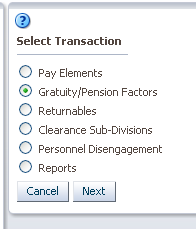 ?
Select Transaction
Pay Elements
Gratuity/Pension Factors
Returnables
Clearance Sub-Divisions
Personnel Disengagement
Reports
Cancel Next